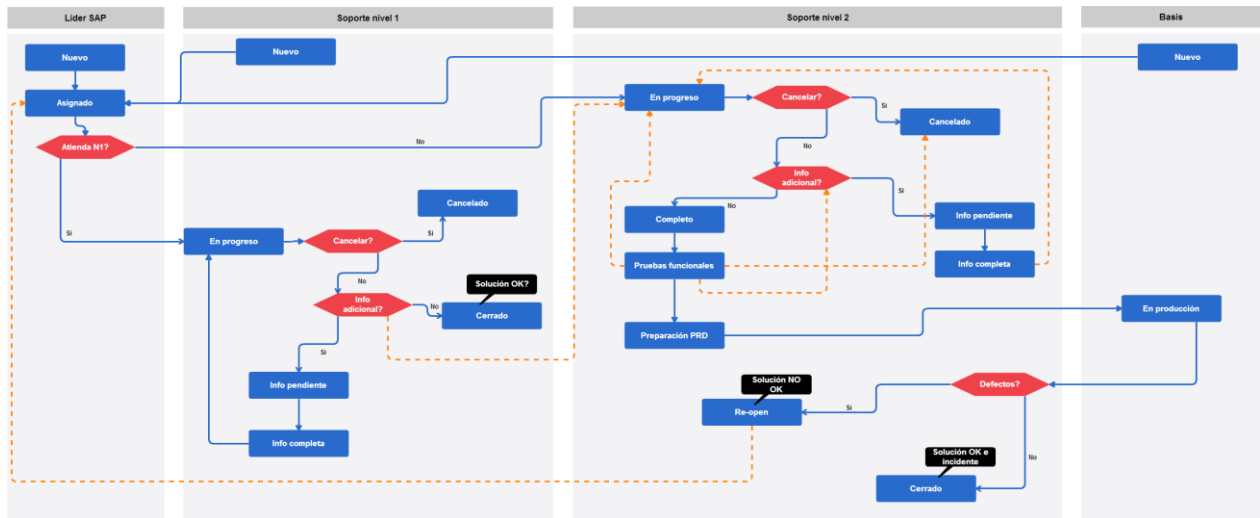 Líder SAP
Soporte nivel 1
Soporte nivel 2
Basis
Nuevo
Nuevo
Nuevo
Asignado
Atienda N1?
No
Si
En progreso
Cancelar?
Si
Cancelado
No
Info
adicional?
No
Solución OK?
Cerrado
Si
Info pendiente
Info completa
En progreso
Cancelar?
Si
Cancelado
No
Info
adicional?
Si
No
Completo
Info pendiente
Pruebas funcionales
Info completa
Preparación PRD
En producción
Defectos?
Si
Solución NO
OK
Re-open
No
Solución OK e
incidente
Cerrado